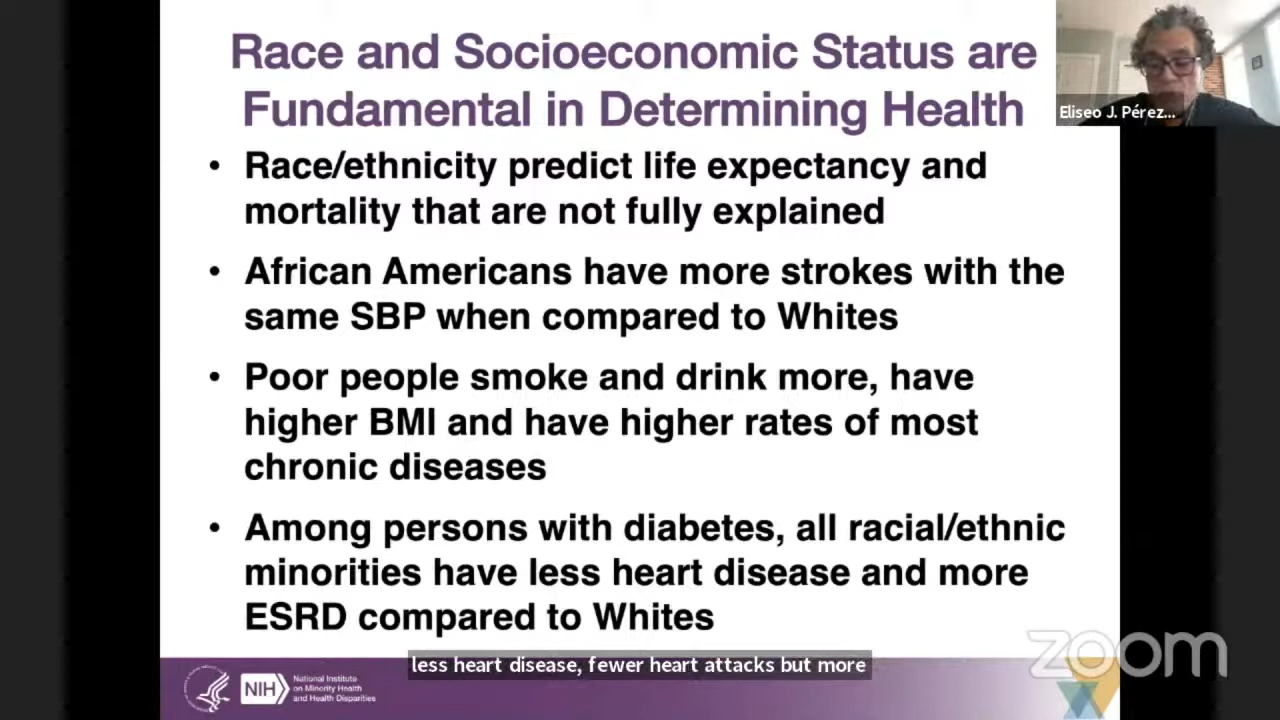 Race and Socioeconomic Status are
Fundamental in Determining Health
Eliseo J. Pérez...
• Race/ethnicity predict life expectancy and
mortality that are not fully explained
• African Americans have more strokes with the
same SBP when compared to Whites
• Poor people smoke and drink more, have
higher BMI and have higher rates of most
chronic diseases
• Among persons with diabetes, all racial/ethnic
minorities have less heart disease and more
ESRD compared to Whites
less heart disease, fewer heart attacks but more
zoom
NIH
National Institute
on Minority Health
and Health Disparities